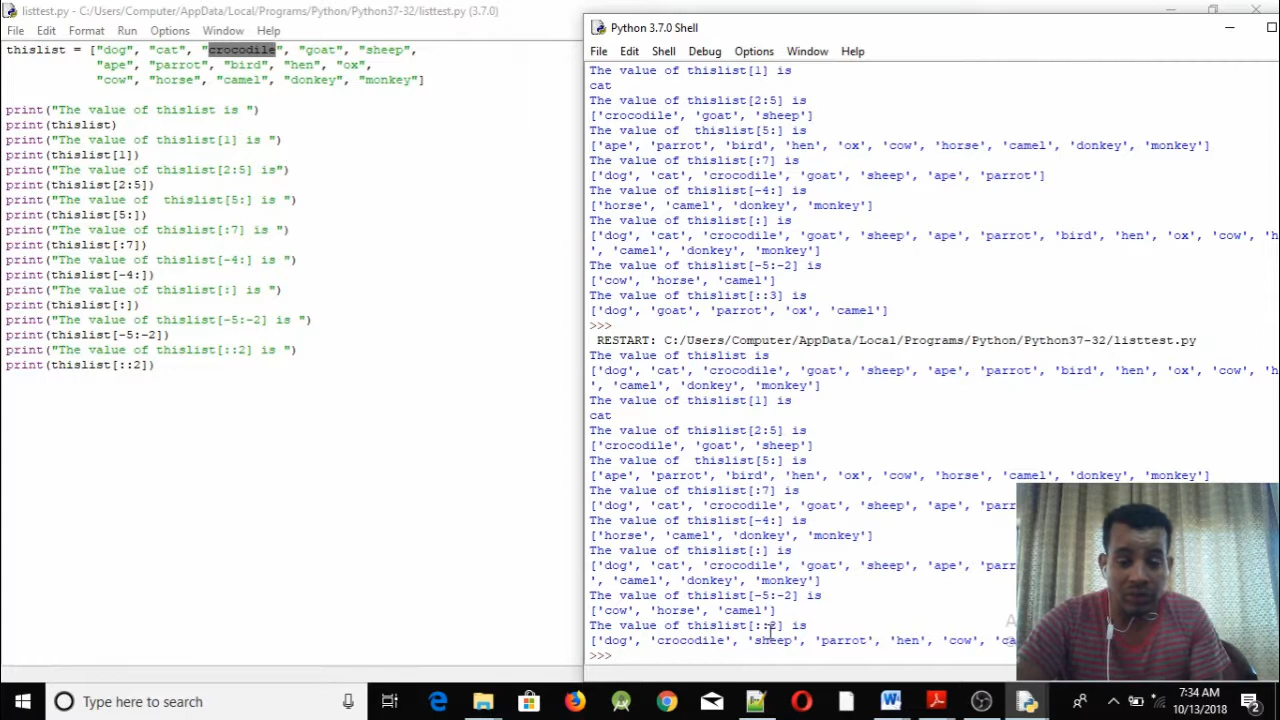 listtest.py - C:/Users/Computer/AppData/Local/Programs/Python/Python37-32/listtest.py (3.7.0)
File Edit Format Run Options Window Help
thislist = ["dog", "cat", "crocodile", "goat", "sheep",
"ape", "parrot", "bird", "hen", "ox",
"cow", "horse", "camel", "donkey", "monkey"]
print("The value of thislist is ")
print(thislist)
print("The value of thislist[1] is ")
print(thislist[1])
print("The value of thislist[2:5] is")
print(thislist[2:5])
print("The value of  thislist[5:] is ")
print(thislist[5:])
print("The value of thislist[:7] is ")
print(thislist[:7])
print("The value of thislist[-4:] is ")
print(thislist[-4:])
print("The value of thislist[:] is ")
print(thislist[:])
print("The value of thislist[-5:-2] is ")
print(thislist[-5:-2])
print("The value of thislist[::2] is ")
print(thislist[::2])
Python 3.7.0 Shell
File Edit Shell Debug Options Window Help
The value of thislist[1] is
cat
The value of thislist[2:5] is
['crocodile', 'goat', 'sheep']
The value of  thislist[5:] is
['ape', 'parrot', 'bird', 'hen', 'ox', 'cow', 'horse', 'camel', 'donkey', 'monkey']
The value of thislist[:7] is
['dog', 'cat', 'crocodile', 'goat', 'sheep', 'ape', 'parrot']
The value of thislist[-4:] is
['horse', 'camel', 'donkey', 'monkey']
The value of thislist[:] is
['dog', 'cat', 'crocodile', 'goat', 'sheep', 'ape', 'parrot', 'bird', 'hen', 'ox', 'cow', 'h
', 'camel', 'donkey', 'monkey']
The value of thislist[-5:-2] is
['cow', 'horse', 'camel']
The value of thislist[::3] is
['dog', 'goat', 'parrot', 'ox', 'camel']
>>>
RESTART: C:/Users/Computer/AppData/Local/Programs/Python/Python37-32/listtest.py
The value of thislist is
['dog', 'cat', 'crocodile', 'goat', 'sheep', 'ape', 'parrot', 'bird', 'hen', 'ox', 'cow', 'h
', 'camel', 'donkey', 'monkey']
The value of thislist[1] is
cat
The value of thislist[2:5] is
['crocodile', 'goat', 'sheep']
The value of  thislist[5:] is
['ape', 'parrot', 'bird', 'hen', 'ox', 'cow', 'horse', 'camel', 'donkey', 'monkey']
The value of thislist[:7] is
['dog', 'cat', 'crocodile', 'goat', 'sheep', 'ape', 'parr
The value of thislist[-4:] is
['horse', 'camel', 'donkey', 'monkey']
The value of thislist[:] is
['dog', 'cat', 'crocodile', 'goat', 'sheep', 'ape', 'parr
', 'camel', 'donkey', 'monkey']
The value of thislist[-5:-2] is
['cow', 'horse', 'camel']
The value of thislist[::2] is
['dog', 'crocodile', 'sheep', 'parrot', 'hen', 'cow', 'ca
>>>
Type here to search
7:34 AM
10/13/2018
2